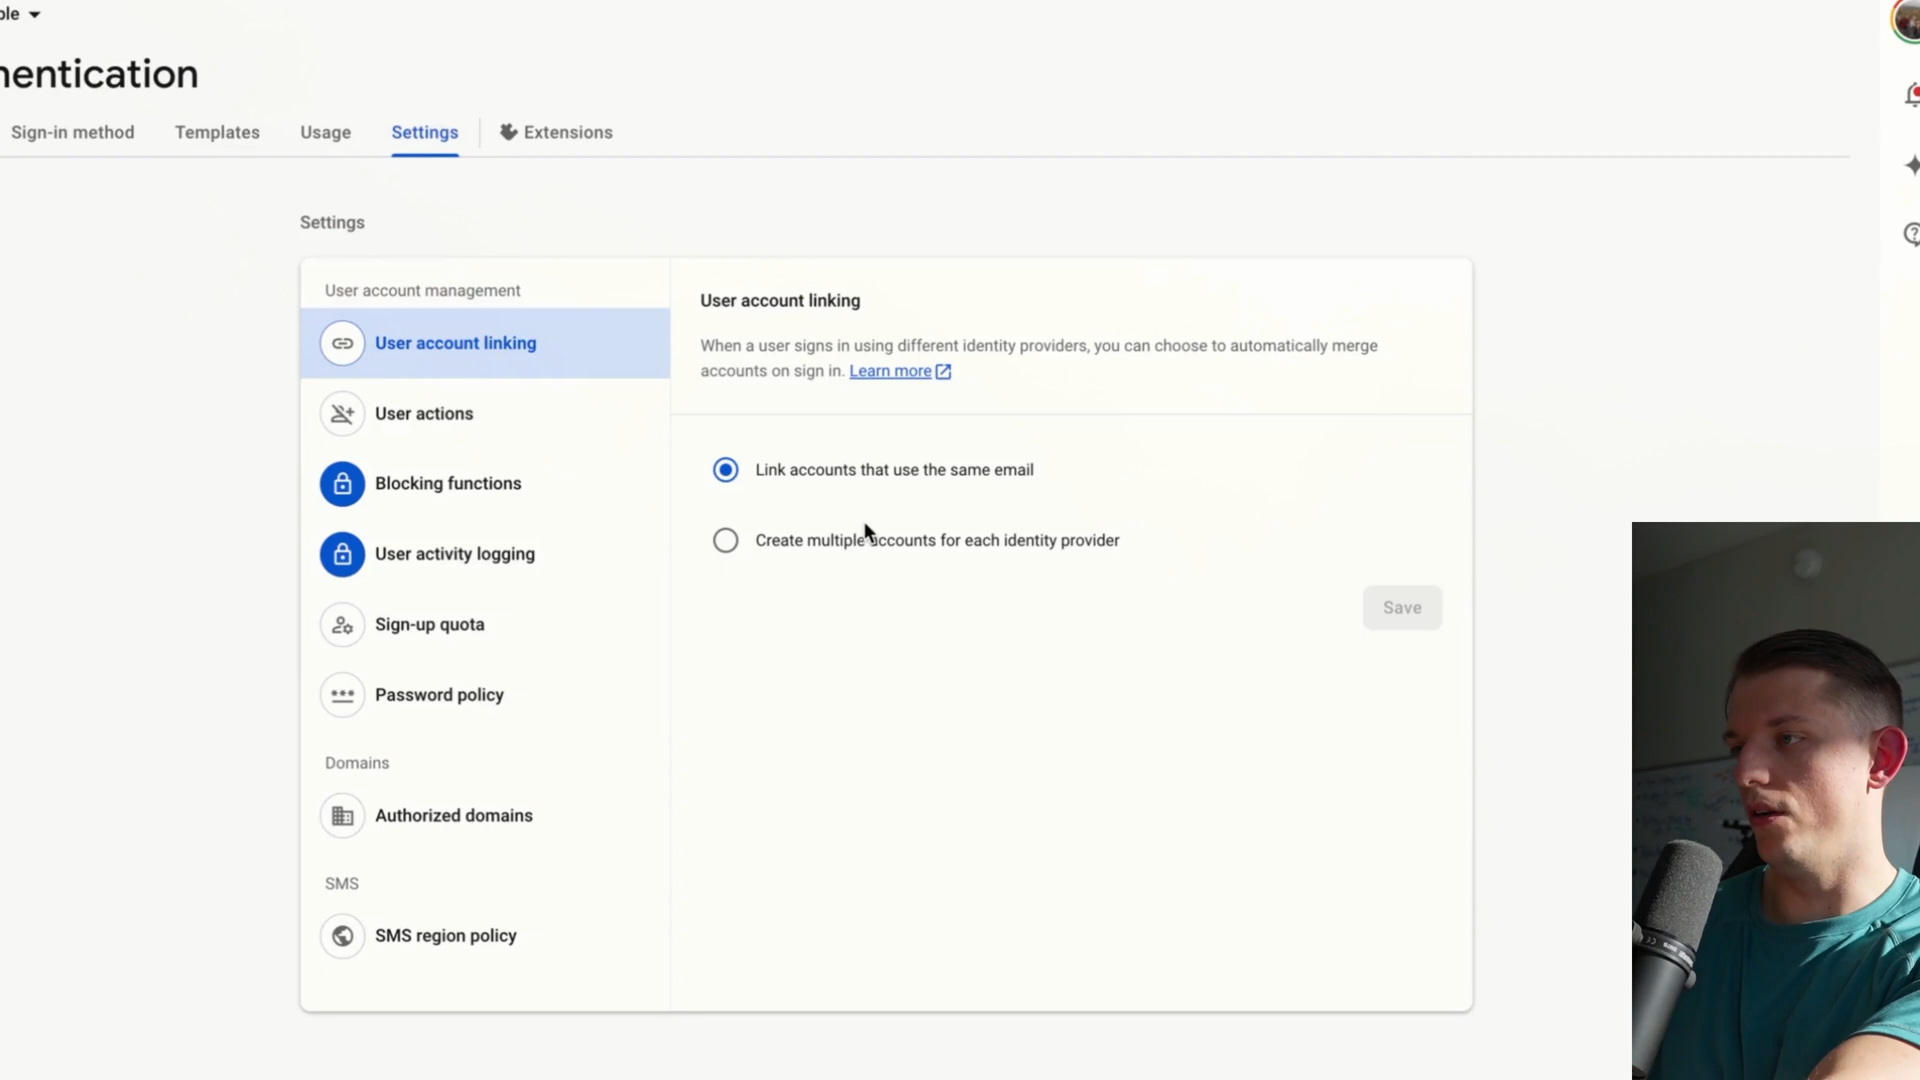 ple
hentication
Sign-in method
Templates
Usage
Settings
Extensions
Settings
User account management
User account linking
User actions
Blocking functions
User activity logging
Sign-up quota
Password policy
Domains
Authorized domains
SMS
SMS region policy
User account linking
When a user signs in using different identity providers, you can choose to automatically merge
accounts on sign in. Learn more
Link accounts that use the same email
Create multiple accounts for each identity provider
Save